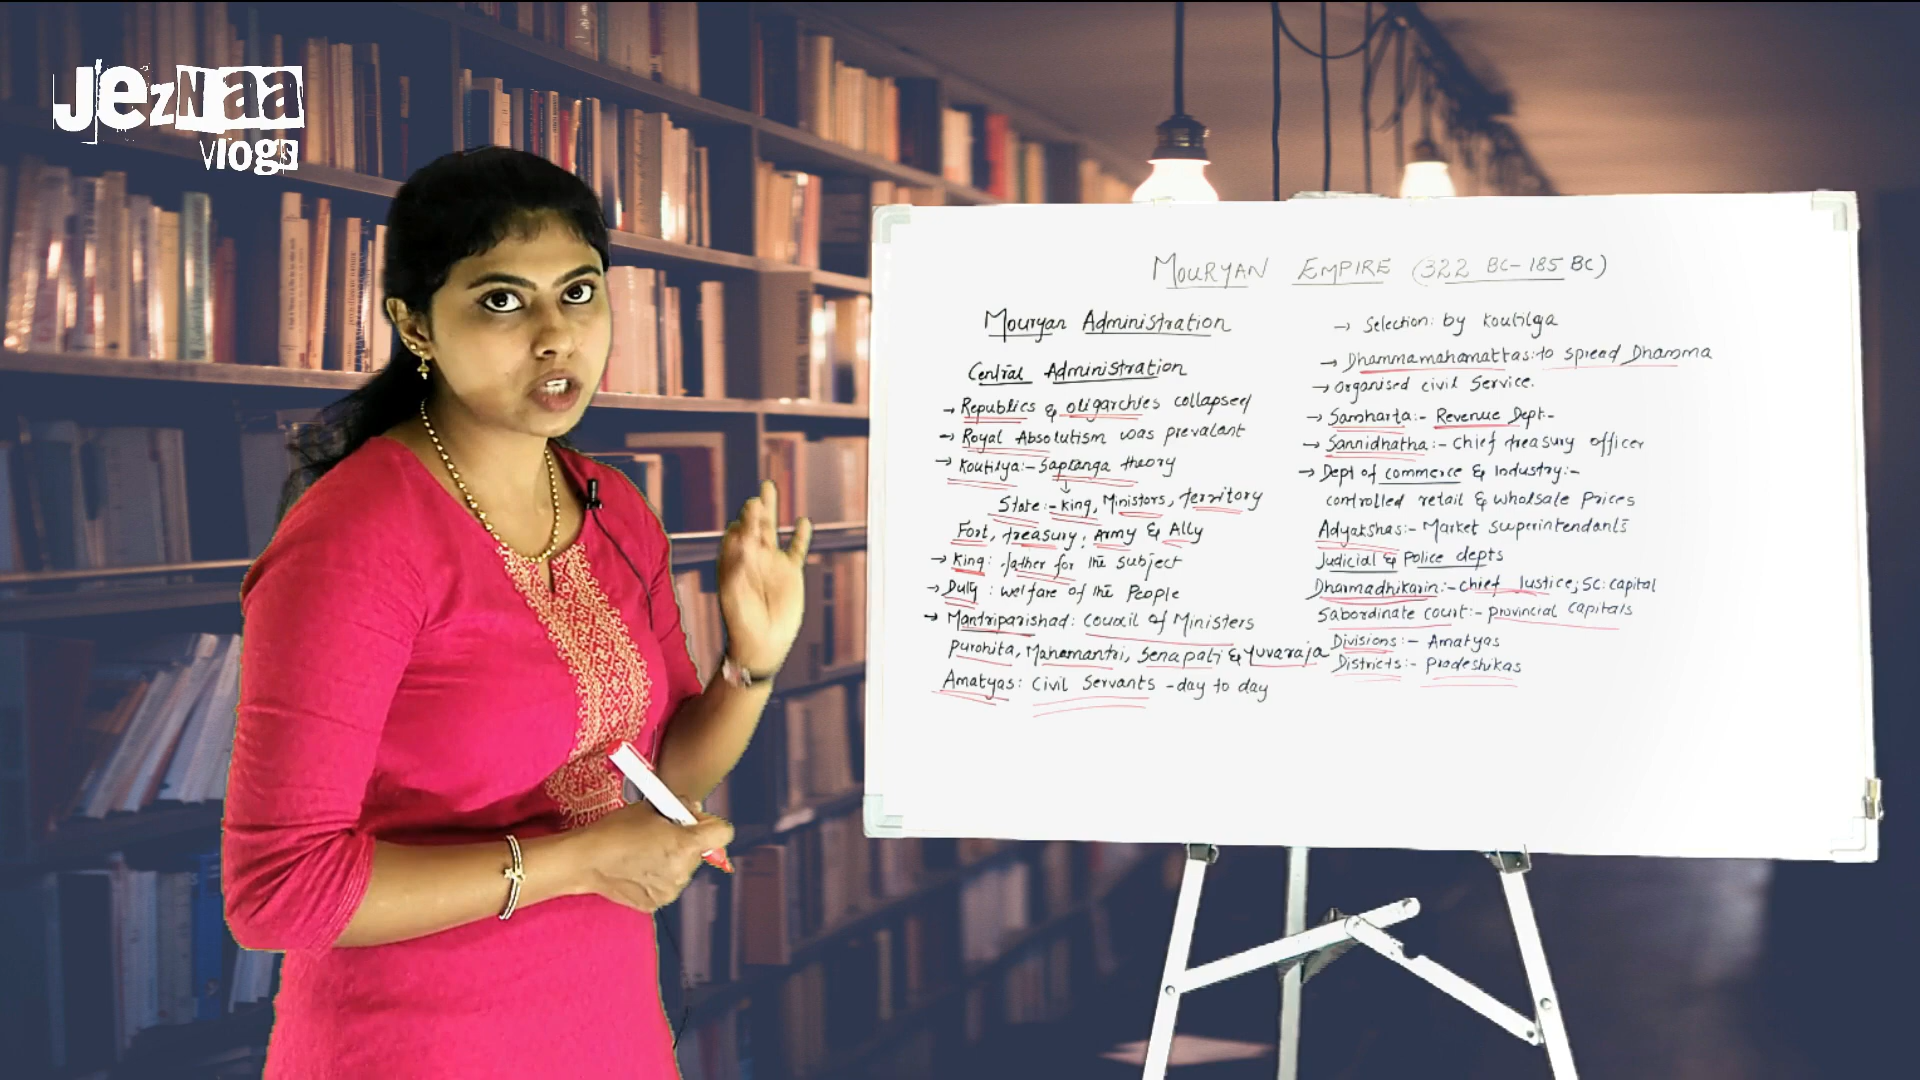 JezNaa
vlogs
MOURYAN EMPIRE (322 BC-185 BC)
Mouryan Administration
Central Administration
→ Republics & oligarchies collapsed
→ Royal Absolutism was prevalant
→ Koutilya:- Saptanga theory
State:- king, Ministors, territory
Fort, treasury, Army & Ally
→ King: father for the subject
→ Duty: welfare of the People
→ Mantriparishad: Council of Ministers
Purohita, Mahamantri, Senapati & Yuvaraja
Amatyas: Civil Servants - day to day
→ Selection: by Koutilya
→ Dhammamahamattas: to spread Dhamma
→ organised civil Service.
→ Samharta:- Revenue Dept-
→ Sannidhatha:- chief treasury officer
→ Dept of commerce & Industry:-
controlled retail & wholsale prices
Adyakshas:- Market Superintendants
Judicial & Police depts
Dharmadhikarin:- chief Justice; SC: capital
Sabordinate court:- provincial capitals
Divisions:- Amatyas
Districts:- Pradeshikas